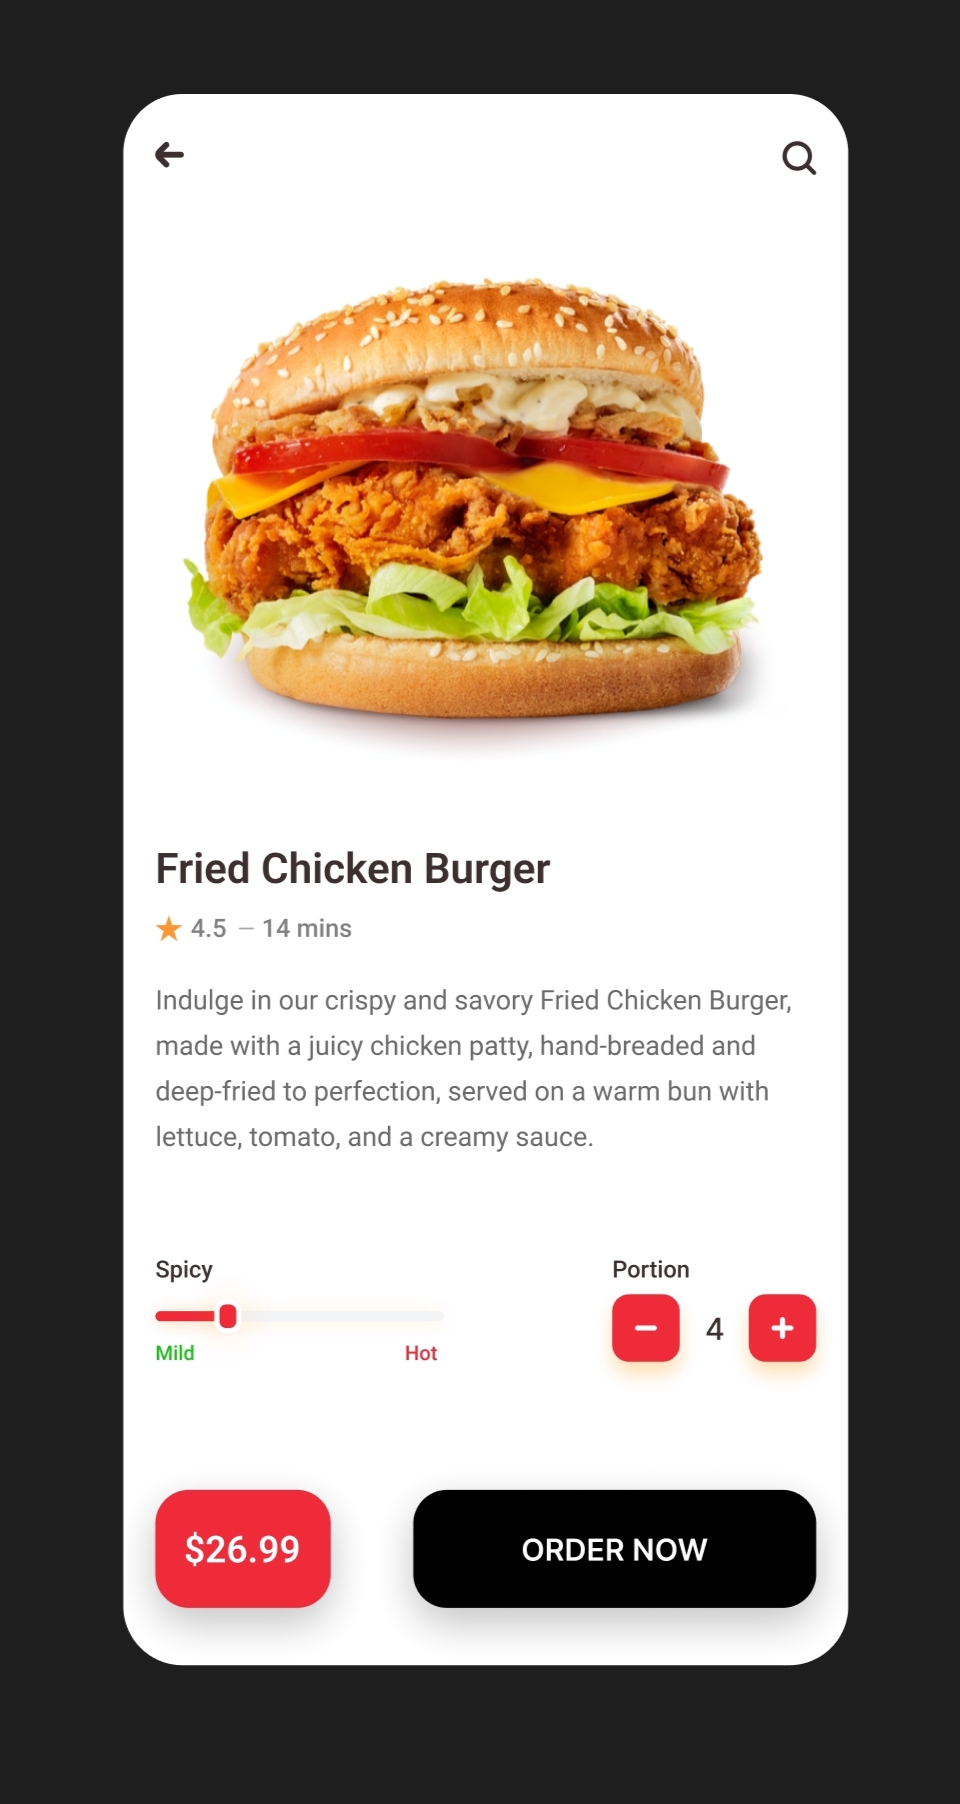 Fried Chicken Burger
4.5 — 14 mins
Indulge in our crispy and savory Fried Chicken Burger,
made with a juicy chicken patty, hand-breaded and
deep-fried to perfection, served on a warm bun with
lettuce, tomato, and a creamy sauce.
Spicy
Portion
4
Mild
Hot
$26.99
ORDER NOW